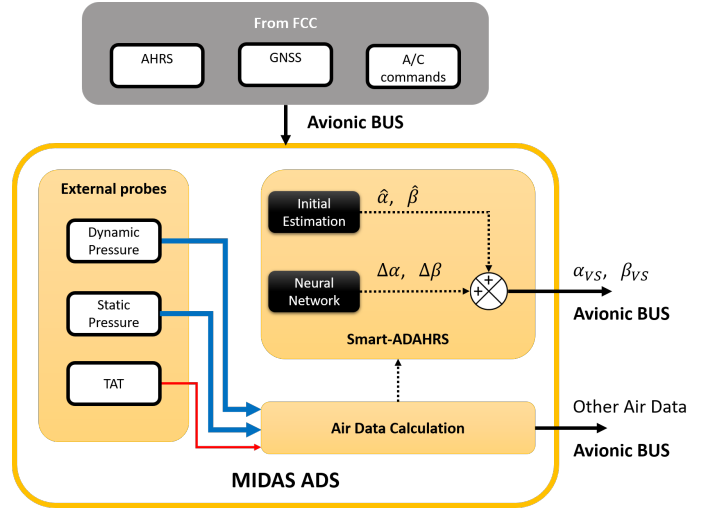 From FCC
AHRS
GNSS
A/C
commands
Avionic BUS
External probes
Dynamic
Pressure
Static
Pressure
TAT
Initial
Estimation
α̂, β̂
Neural
Network
Δα, Δβ
+
+
Smart-ADAHRS
α_VS, β_VS
Avionic BUS
Air Data Calculation
Other Air Data
Avionic BUS
MIDAS ADS